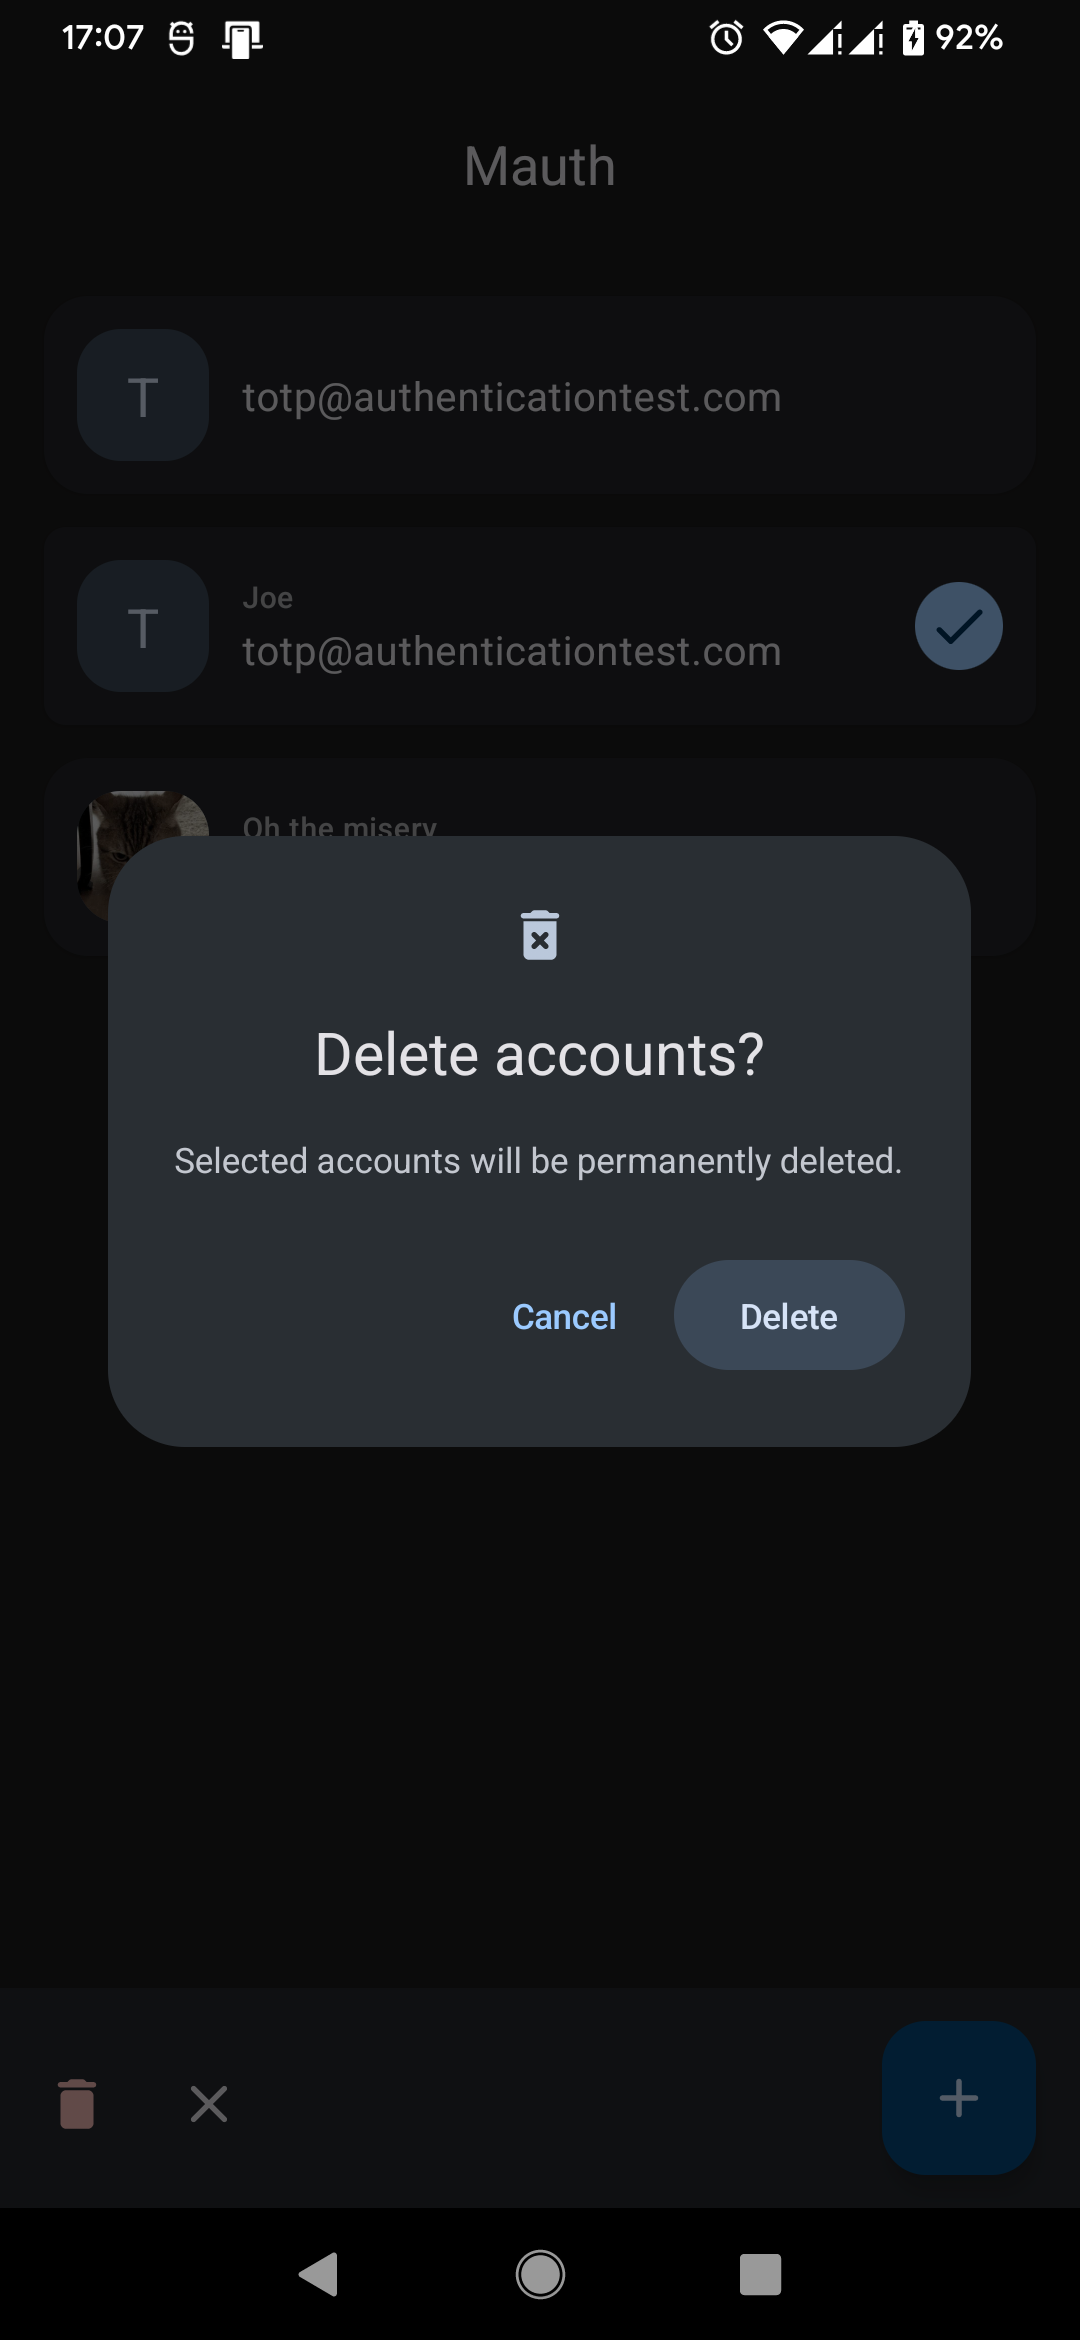 17:07
92%
Mauth
T
totp@authenticationtest.com
T
Joe
totp@authenticationtest.com
Oh the misery
Delete accounts?
Selected accounts will be permanently deleted.
Cancel
Delete